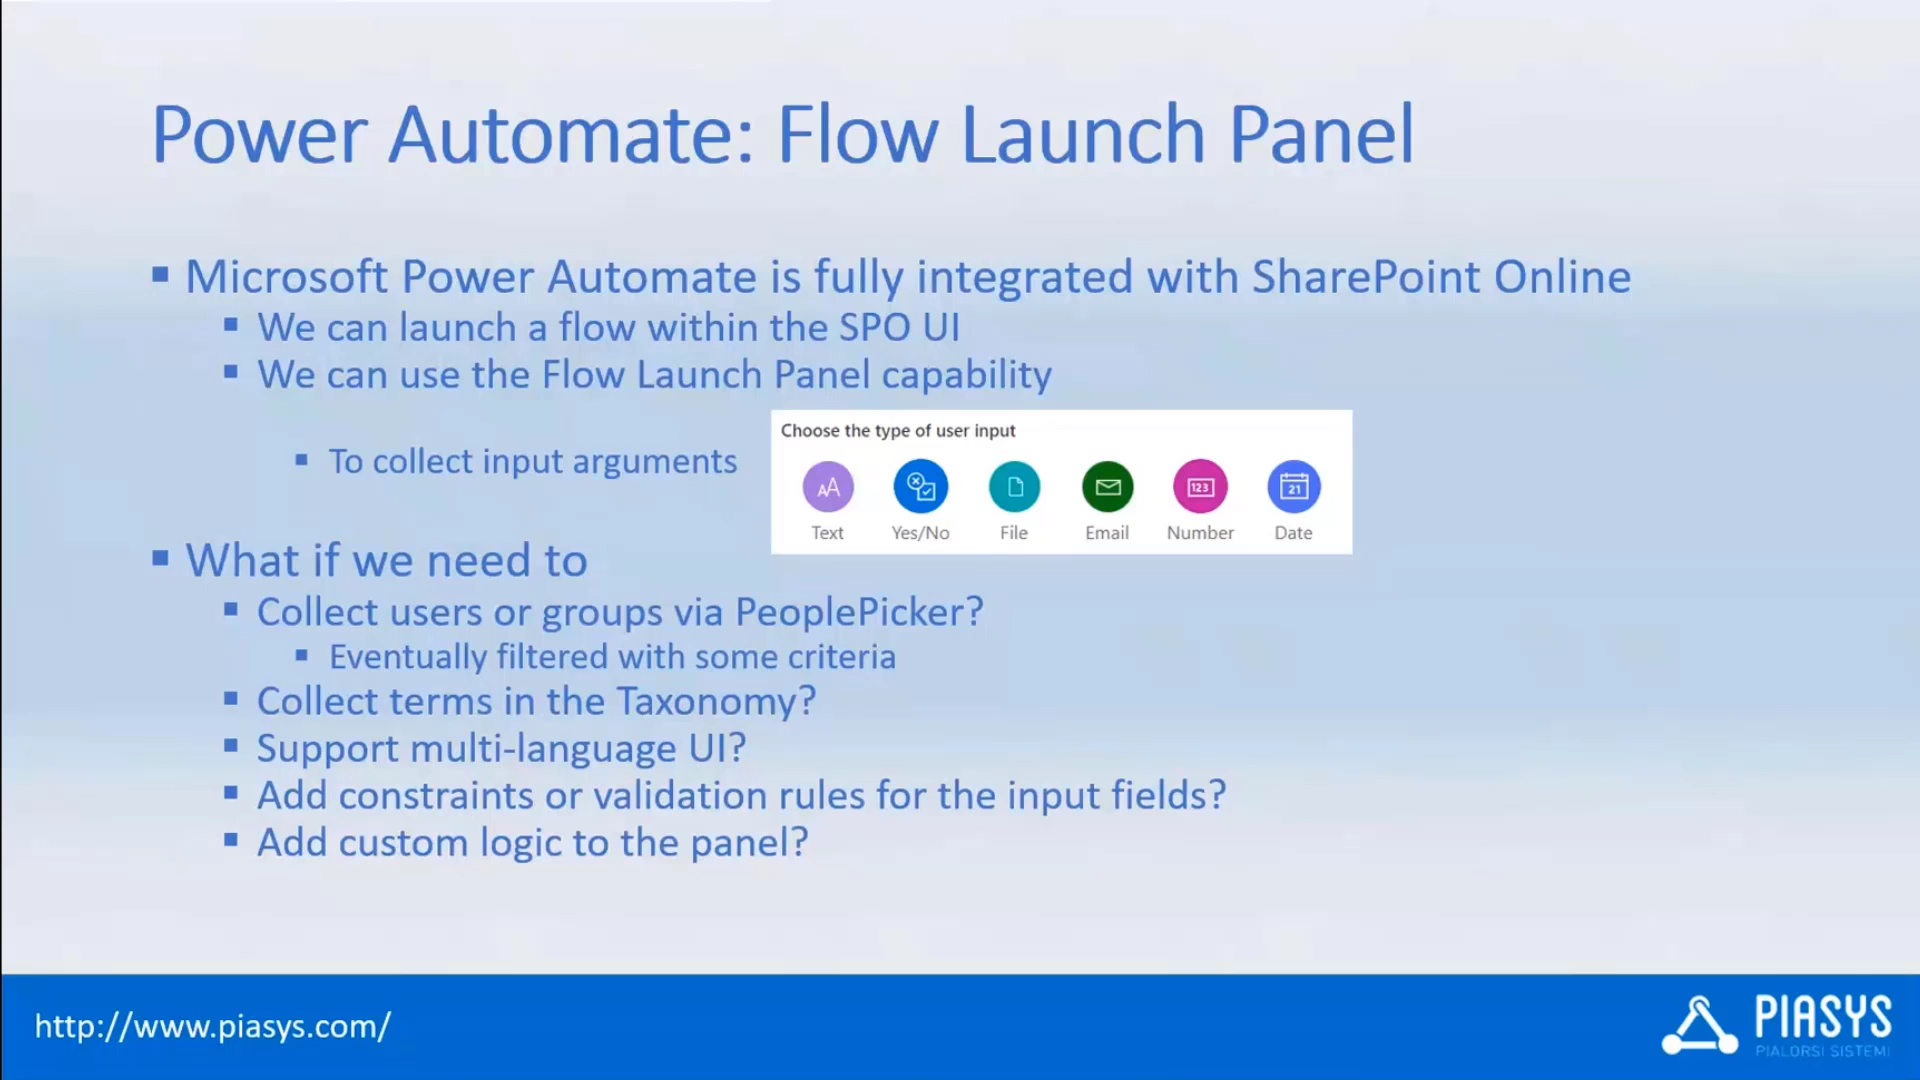 Power Automate: Flow Launch Panel
Microsoft Power Automate is fully integrated with SharePoint Online
We can launch a flow within the SPO UI
We can use the Flow Launch Panel capability
To collect input arguments
Choose the type of user input
AA
123
21
Text Yes/No File Email Number Date
What if we need to
Collect users or groups via PeoplePicker?
Eventually filtered with some criteria
Collect terms in the Taxonomy?
Support multi-language UI?
Add constraints or validation rules for the input fields?
Add custom logic to the panel?
http://www.piasys.com/
PIASYS
PIALORSI SISTEMI